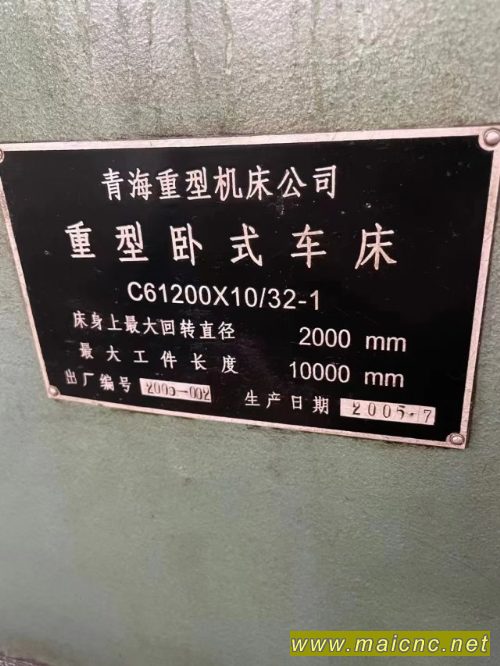 青海重型机床公司
重型卧式车床
C61200X10/32-1
床身上最大回转直径 2000 mm
最大工件长度 10000 mm
出厂编号 2005-002 生产日期 2005-7
www.maicnc.net